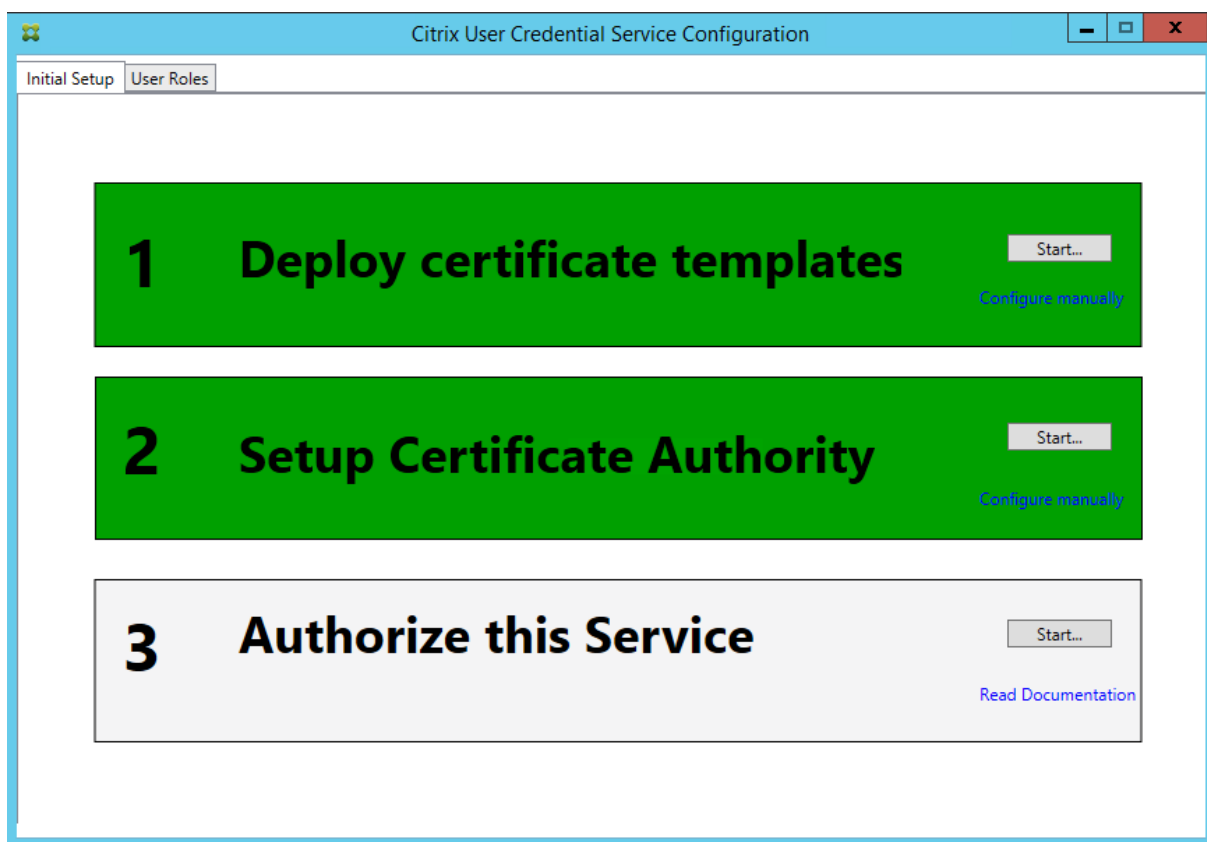 Citrix User Credential Service Configuration
Initial Setup User Roles
1 Deploy certificate templates Start...
Configure manually
2 Setup Certificate Authority Start...
Configure manually
3 Authorize this Service Start...
Read Documentation